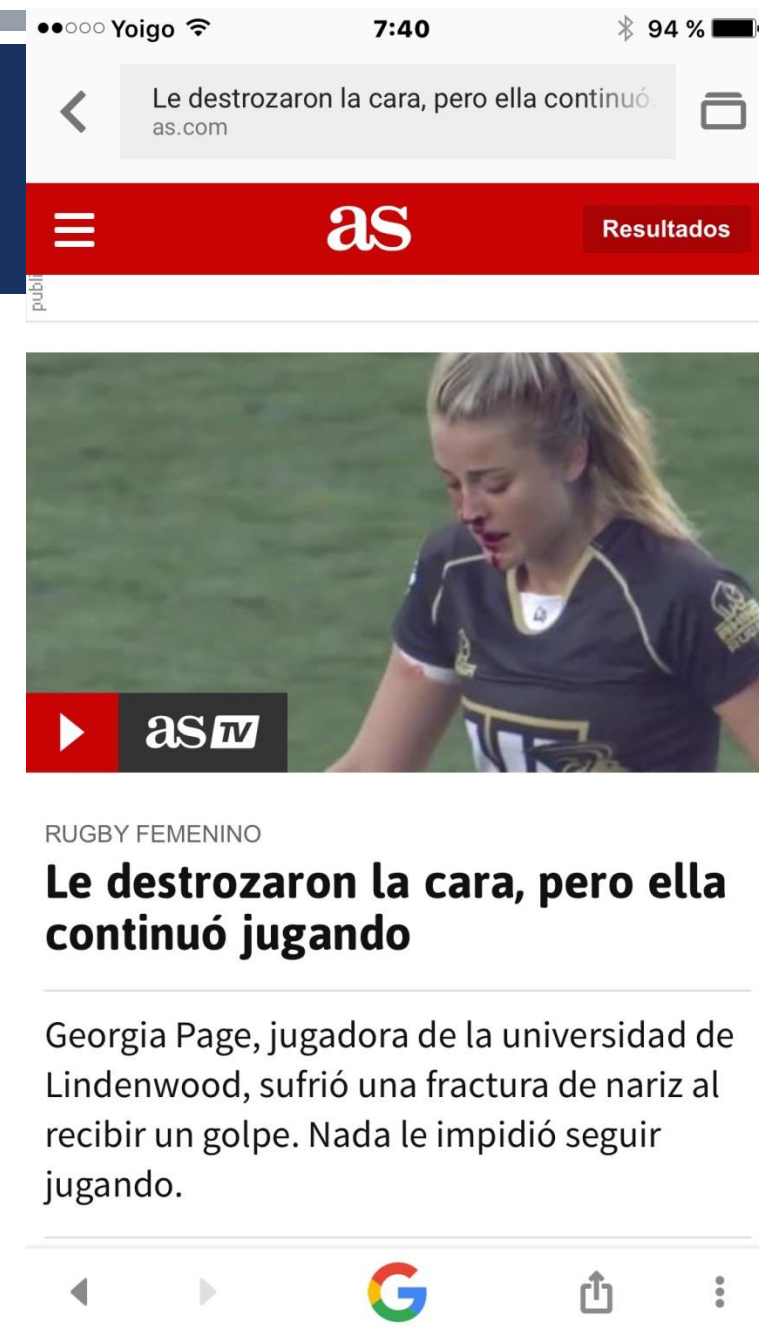 Yoigo 7:40 94 %
Le destrozaron la cara, pero ella continuó.
as.com
as Resultados
publi
as TV
RUGBY FEMENINO
Le destrozaron la cara, pero ella
continuó jugando
Georgia Page, jugadora de la universidad de
Lindenwood, sufrió una fractura de nariz al
recibir un golpe. Nada le impidió seguir
jugando.